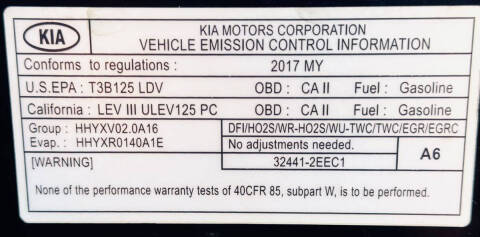 KIA KIA MOTORS CORPORATION
VEHICLE EMISSION CONTROL INFORMATION
Conforms to regulations : 2017 MY
U.S.EPA : T3B125 LDV OBD : CA II Fuel : Gasoline
California : LEV III ULEV125 PC OBD : CA II Fuel : Gasoline
Group : HHYXV02.0A16 DFI/HO2S/WR-HO2S/WU-TWC/TWC/EGR/EGRC
Evap. : HHYXR0140A1E No adjustments needed. A6
[WARNING] 32441-2EEC1
None of the performance warranty tests of 40CFR 85, subpart W, is to be performed.